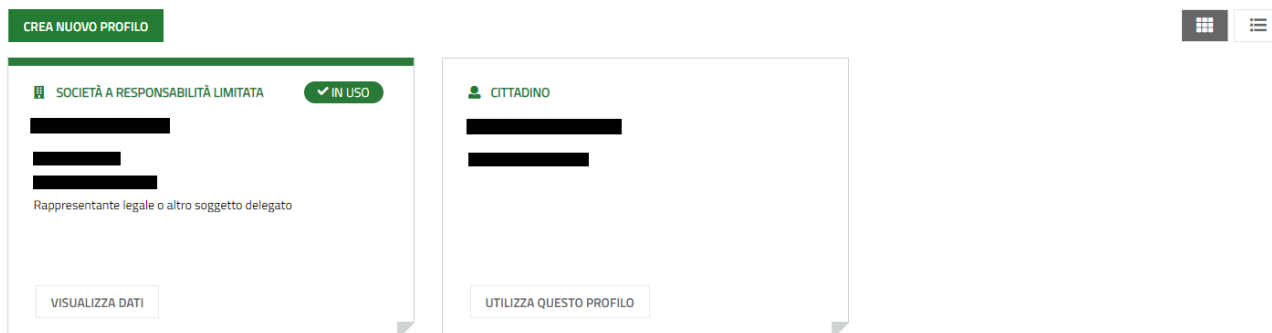 CREA NUOVO PROFILO
SOCIETÀ A RESPONSABILITÀ LIMITATA
IN USO
Rappresentante legale o altro soggetto delegato
VISUALIZZA DATI
CITTADINO
UTILIZZA QUESTO PROFILO